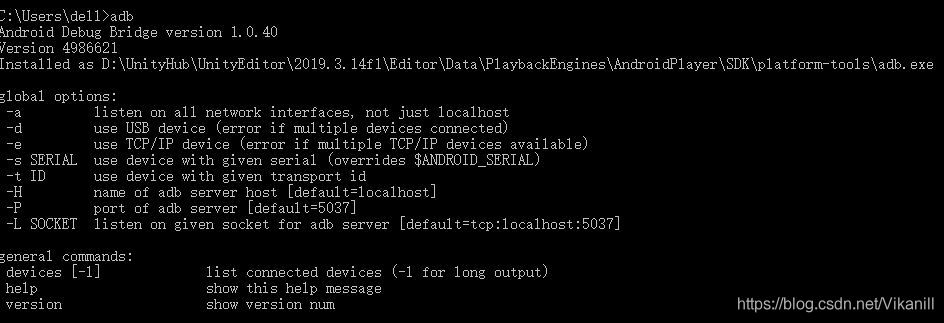 C:\Users\dell>adb
Android Debug Bridge version 1.0.40
Version 4986621
Installed as D:\UnityHub\UnityEditor\2019.3.14f1\Editor\Data\PlaybackEngines\AndroidPlayer\SDK\platform-tools\adb.exe
global options:
-a listen on all network interfaces, not just localhost
-d use USB device (error if multiple devices connected)
-e use TCP/IP device (error if multiple TCP/IP devices available)
-s SERIAL use device with given serial (overrides $ANDROID_SERIAL)
-t ID use device with given transport id
-H name of adb server host [default=localhost]
-P port of adb server [default=5037]
-L SOCKET listen on given socket for adb server [default=tcp:localhost:5037]
general commands:
devices [-l] list connected devices (-l for long output)
help show this help message
version show version num
https://blog.csdn.net/Vikanill